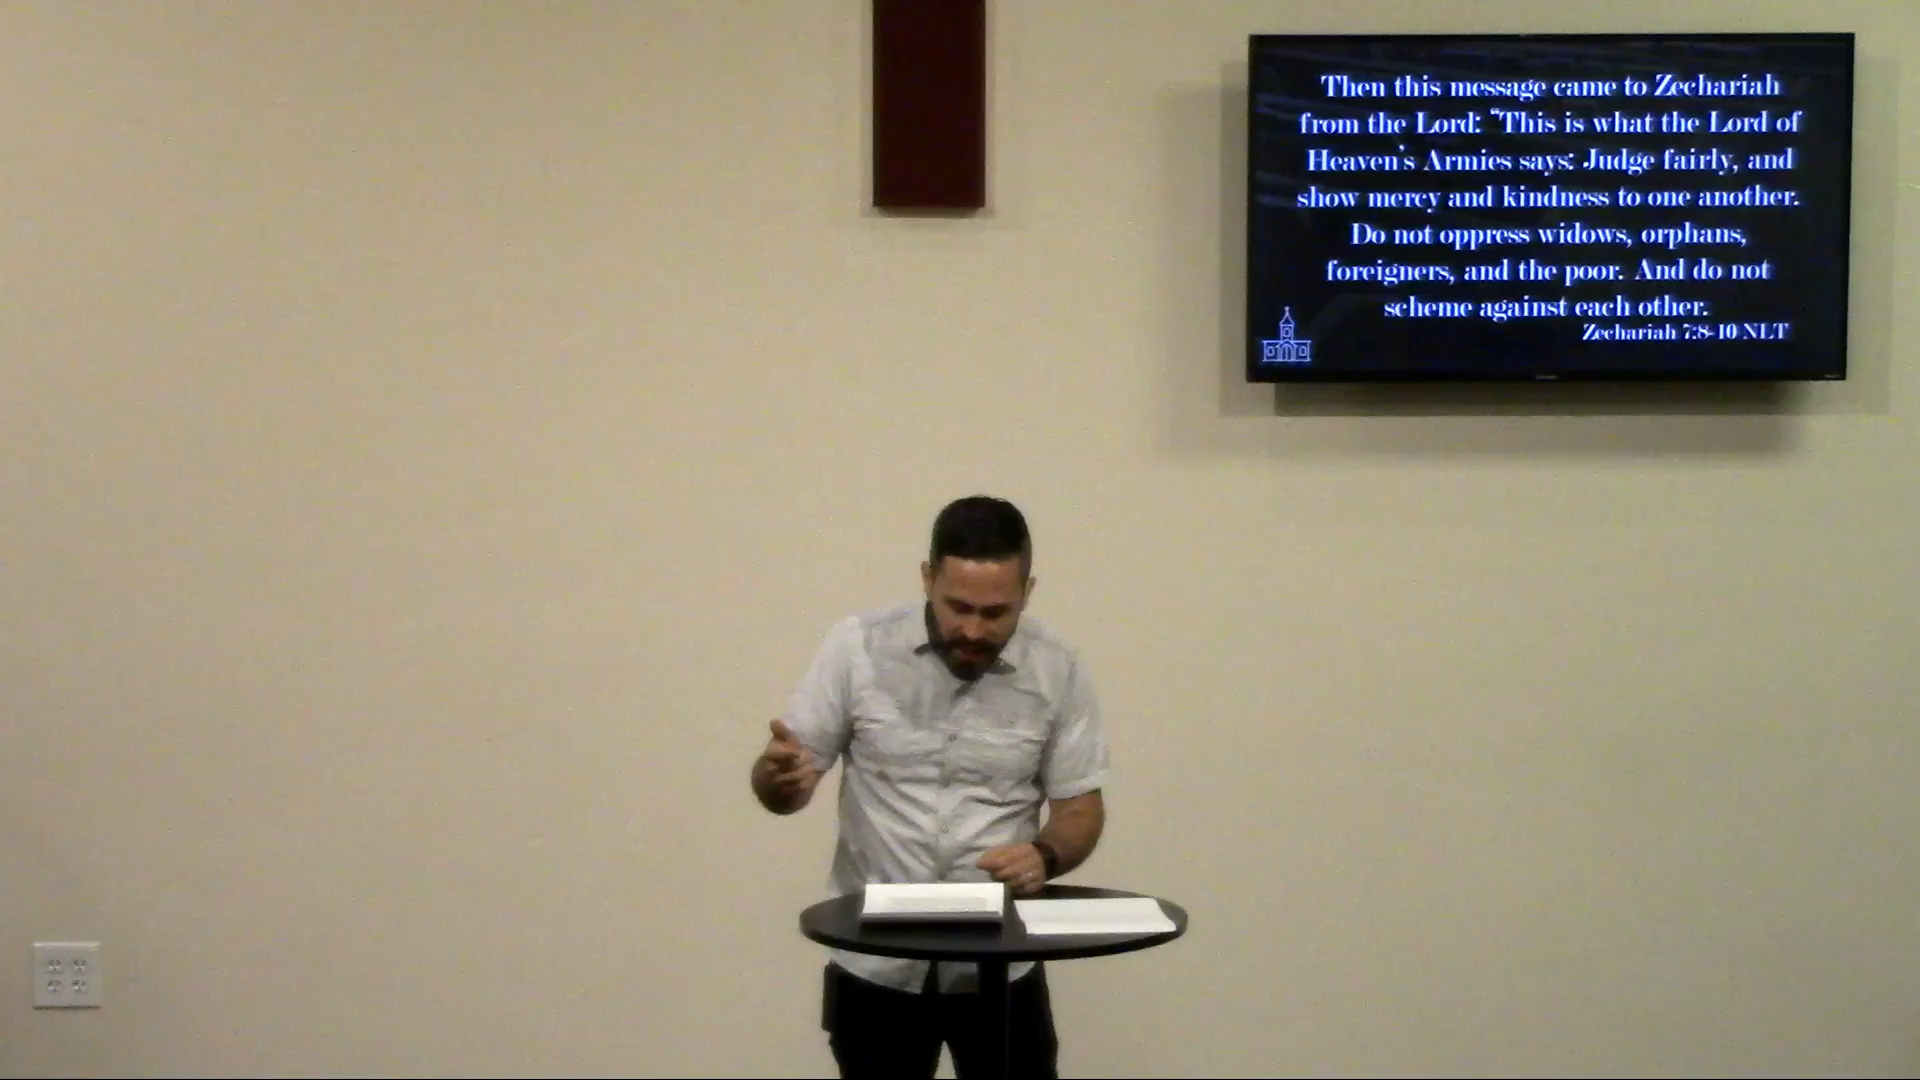 Then this message came to Zechariah
from the Lord: "This is what the Lord of
Heaven's Armies says: Judge fairly, and
show mercy and kindness to one another.
Do not oppress widows, orphans,
foreigners, and the poor. And do not
scheme against each other.
Zechariah 7:8-10 NLT